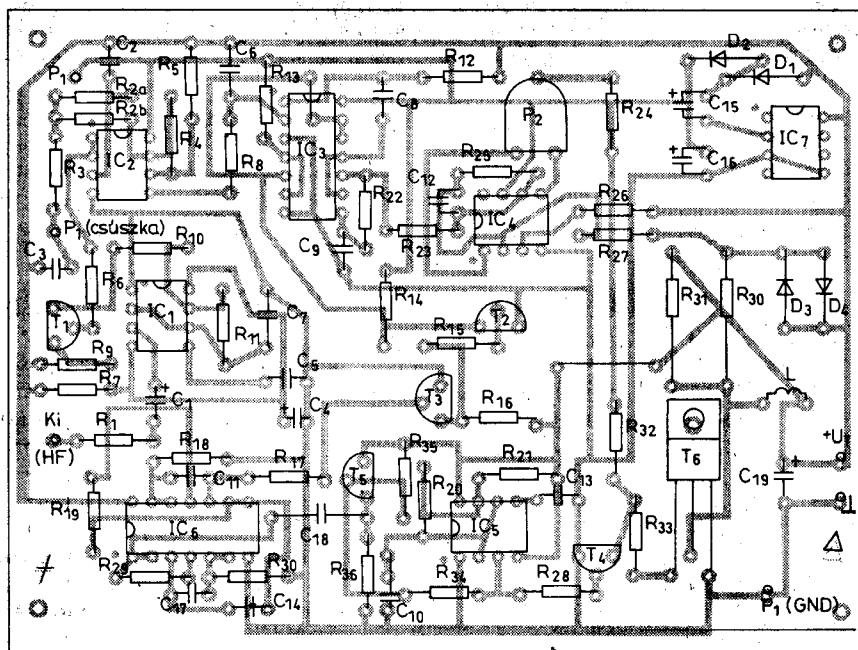 C2
C6
D2
P1
R5
R13
R12
D1
R2a
R2b
C8
P2
R24
C15
R4
IC2
R8
IC3
IC7
R3
R22
R29
C12
C16
R26
P1 (csúszka)
IC4
R23
R27
R10
C9
C3
R6
IC1
R14
R31
R30
T1
R11
C7
T2
D3
D4
R15
R9
C5
R7
T3
L
C1
C4
R16
Ki
(HF)
R1
R18
R35
R32
+U
R17
R21
T6
C11
T5
C19
R19
R20
C13
IC6
C18
IC5
R33
R36
T4
R29
R30
R34
R28
C17
C14
C10
P1 (GND)